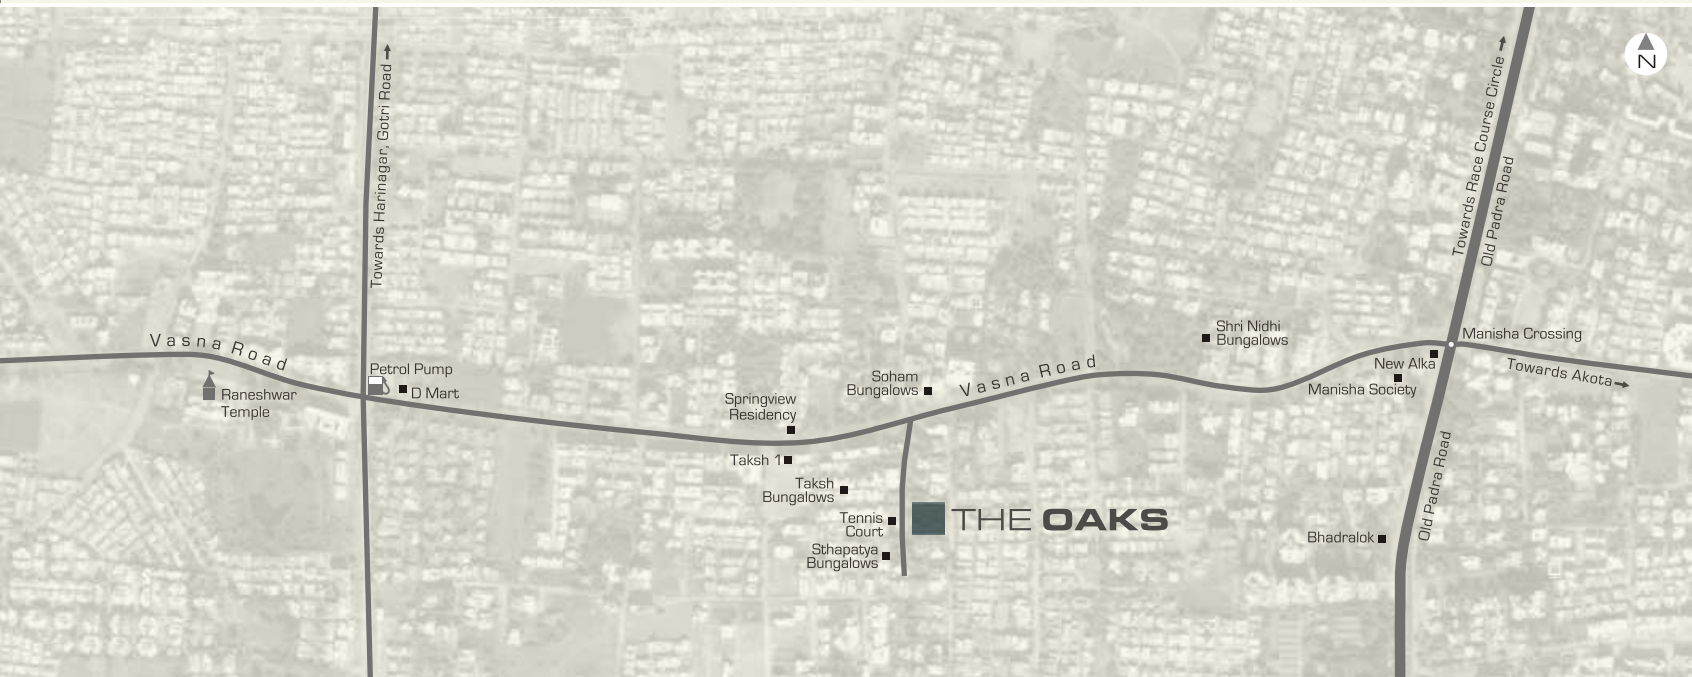 Towards Harinagar, Gotri Road
Towards Race Course Circle
Old Padra Road
N
Vasna Road
Petrol Pump
D Mart
Raneshwar
Temple
Springview
Residency
Soham
Bungalows
Vasna Road
Shri Nidhi
Bungalows
Manisha Crossing
New Alka
Towards Akota
Manisha Society
Taksh 1
Taksh
Bungalows
Tennis
Court
THE OAKS
Sthapatya
Bungalows
Bhadralok
Old Padra Road